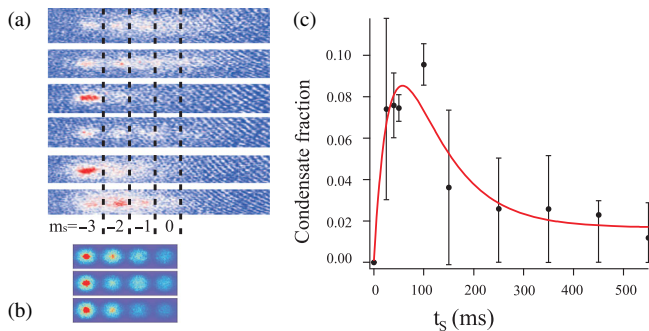 (a)
mₛ=−3 −2 −1 0
(b)
(c)
Condensate fraction
0.10
0.08
0.06
0.04
0.02
0.00
0 100 200 300 400 500
tₛ (ms)